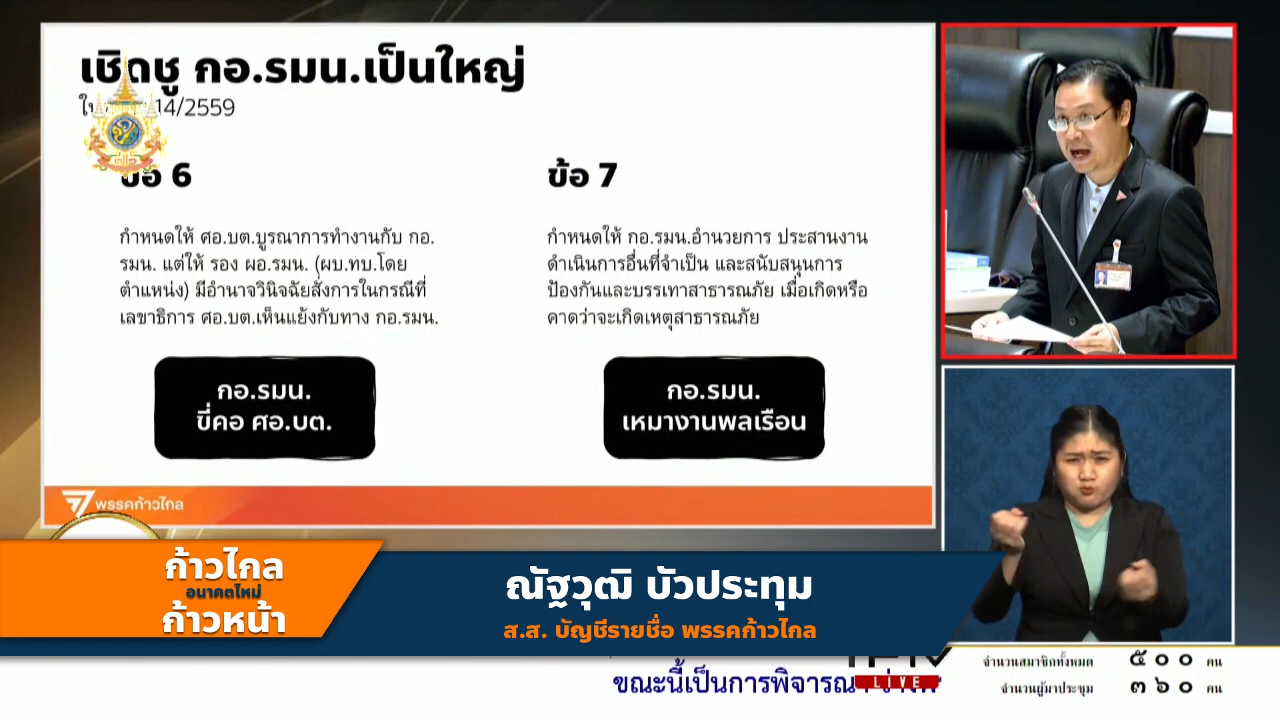 เชิดชู กอ.รมน.เป็นใหญ่
14/2559
ข้อ 6
กำหนดให้ ศอ.บต.บูรณาการทำงานกับ กอ.
รมน. แต่ให้ รอง ผอ.รมน. (ผบ.ทบ.โดย
ตำแหน่ง) มีอำนาจวินิจฉัยสั่งการในกรณีที่
เลขาธิการ ศอ.บต.เห็นแย้งกับทาง กอ.รมน.
กอ.รมน.
ขี่คอ ศอ.บต.
ข้อ 7
กำหนดให้ กอ.รมน.อำนวยการ ประสานงาน
ดำเนินการอื่นที่จำเป็น และสนับสนุนการ
ป้องกันและบรรเทาสาธารณภัย เมื่อเกิดหรือ
คาดว่าจะเกิดเหตุสาธารณภัย
กอ.รมน.
เหมางานพลเรือน
พรรคก้าวไกล
ก้าวไกล
อนาคตใหม่
ก้าวหน้า
ณัฐวุฒิ บัวประทุม
ส.ส. บัญชีรายชื่อ พรรคก้าวไกล
ขณะนี้เป็นการพิจารณา
LIVE
จำนวนสมาชิกทั้งหมด ๕๐๐ คน
จำนวนผู้มาประชุม ๓๖๐ คน